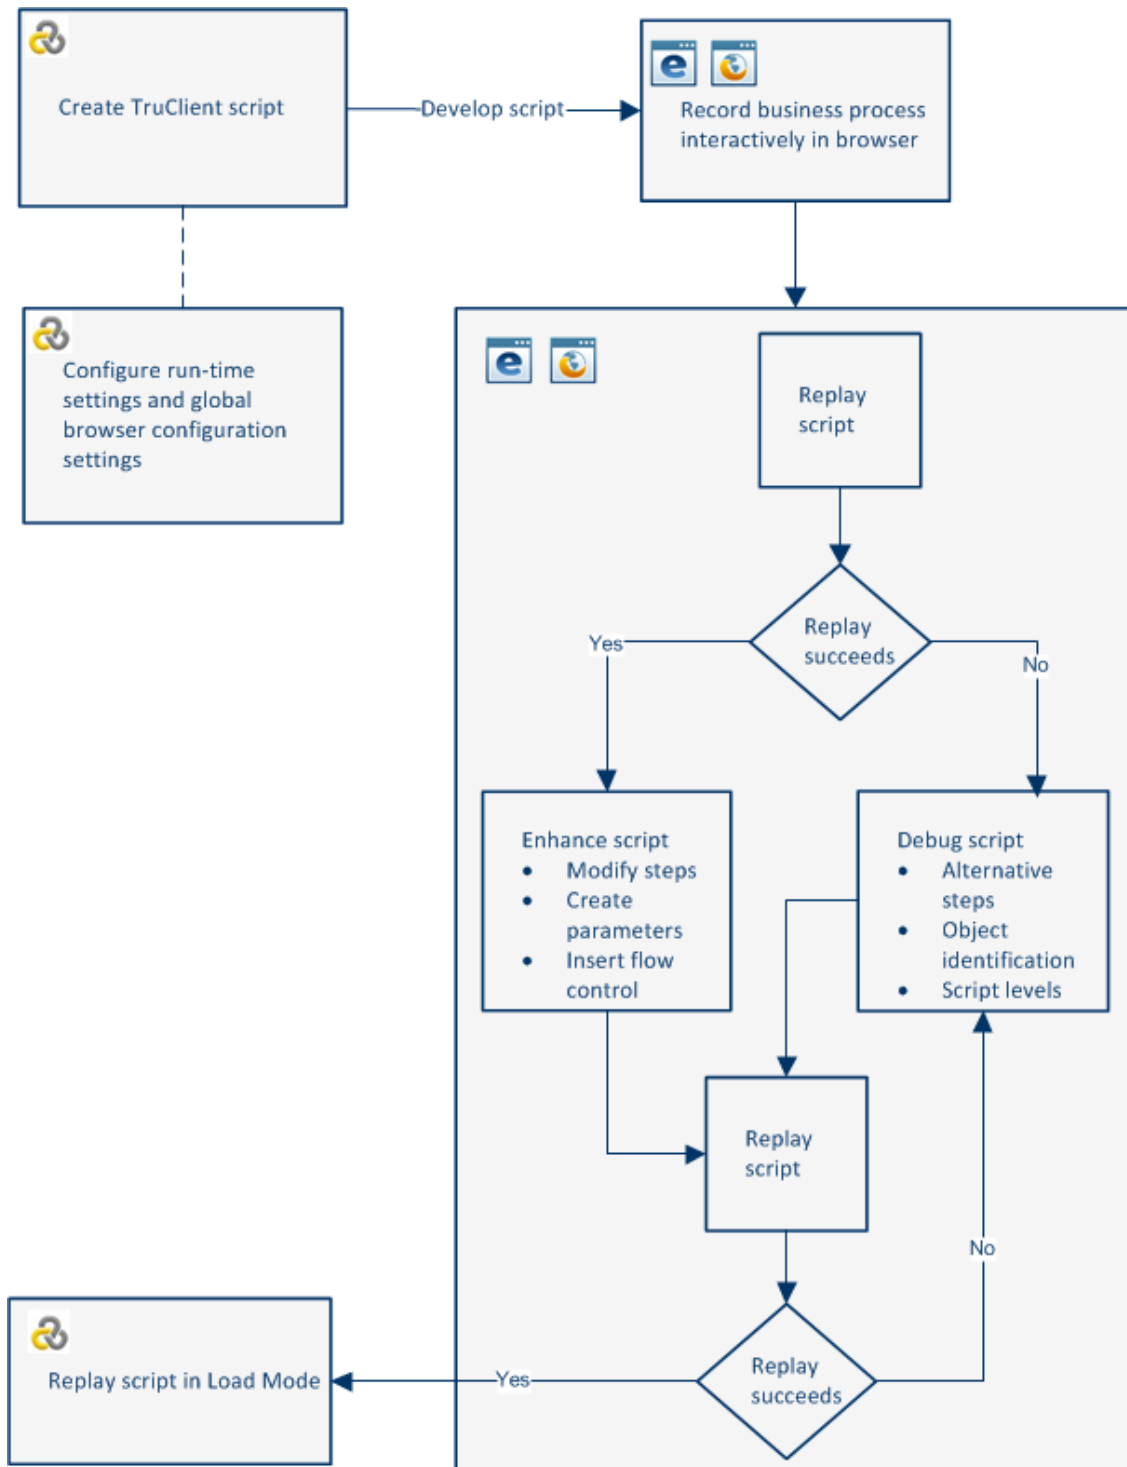 Create TruClient script
Develop script
Record business process
interactively in browser
Configure run-time
settings and global
browser configuration
settings
Replay
script
Replay
succeeds
Yes
No
Enhance script
• Modify steps
• Create
parameters
• Insert flow
control
Debug script
• Alternative
steps
• Object
identification
• Script levels
Replay
script
No
Replay
succeeds
Yes
Replay script in Load Mode